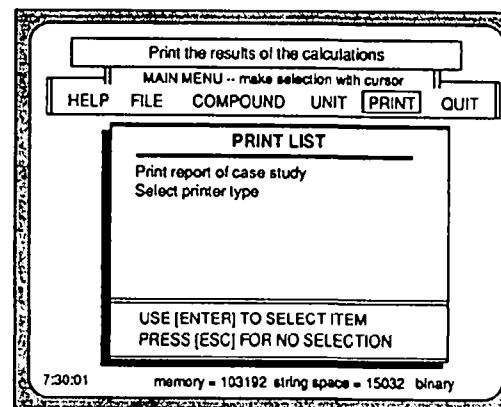 Print the results of the calculations
MAIN MENU -- make selection with cursor
HELP FILE COMPOUND UNIT PRINT QUIT
PRINT LIST
Print report of case study
Select printer type
USE [ENTER] TO SELECT ITEM
PRESS [ESC] FOR NO SELECTION
7:30:01 memory = 103192 string space = 15032 binary